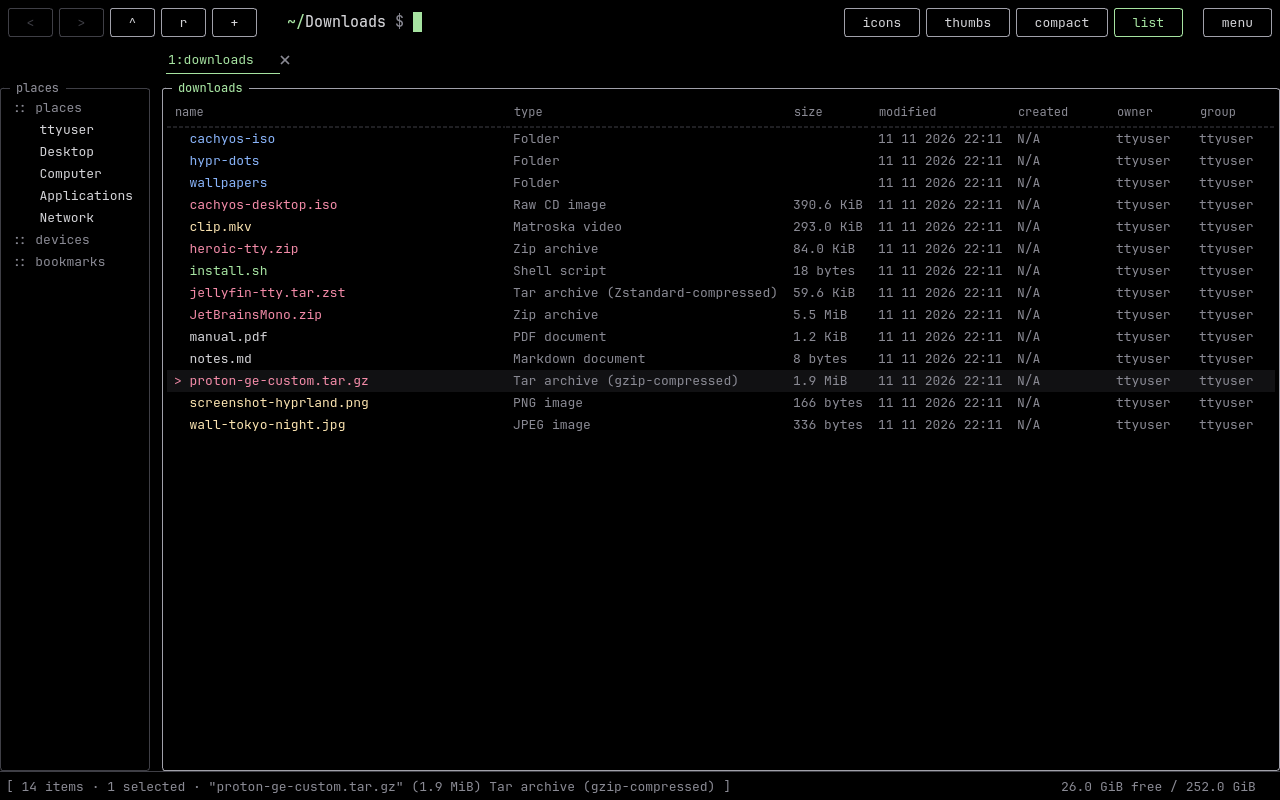 < > ^ r + ~/Downloads $ icons thumbs compact list menu
1:downloads ×
places
:: places
ttyuser
Desktop
Computer
Applications
Network
:: devices
:: bookmarks
downloads
name type size modified created owner group
cachyos-iso Folder 11 11 2026 22:11 N/A ttyuser ttyuser
hypr-dots Folder 11 11 2026 22:11 N/A ttyuser ttyuser
wallpapers Folder 11 11 2026 22:11 N/A ttyuser ttyuser
cachyos-desktop.iso Raw CD image 390.6 KiB 11 11 2026 22:11 N/A ttyuser ttyuser
clip.mkv Matroska video 293.0 KiB 11 11 2026 22:11 N/A ttyuser ttyuser
heroic-tty.zip Zip archive 84.0 KiB 11 11 2026 22:11 N/A ttyuser ttyuser
install.sh Shell script 18 bytes 11 11 2026 22:11 N/A ttyuser ttyuser
jellyfin-tty.tar.zst Tar archive (Zstandard-compressed) 59.6 KiB 11 11 2026 22:11 N/A ttyuser ttyuser
JetBrainsMono.zip Zip archive 5.5 MiB 11 11 2026 22:11 N/A ttyuser ttyuser
manual.pdf PDF document 1.2 KiB 11 11 2026 22:11 N/A ttyuser ttyuser
notes.md Markdown document 8 bytes 11 11 2026 22:11 N/A ttyuser ttyuser
> proton-ge-custom.tar.gz Tar archive (gzip-compressed) 1.9 MiB 11 11 2026 22:11 N/A ttyuser ttyuser
screenshot-hyprland.png PNG image 166 bytes 11 11 2026 22:11 N/A ttyuser ttyuser
wall-tokyo-night.jpg JPEG image 336 bytes 11 11 2026 22:11 N/A ttyuser ttyuser
[ 14 items · 1 selected · "proton-ge-custom.tar.gz" (1.9 MiB) Tar archive (gzip-compressed) ] 26.0 GiB free / 252.0 GiB